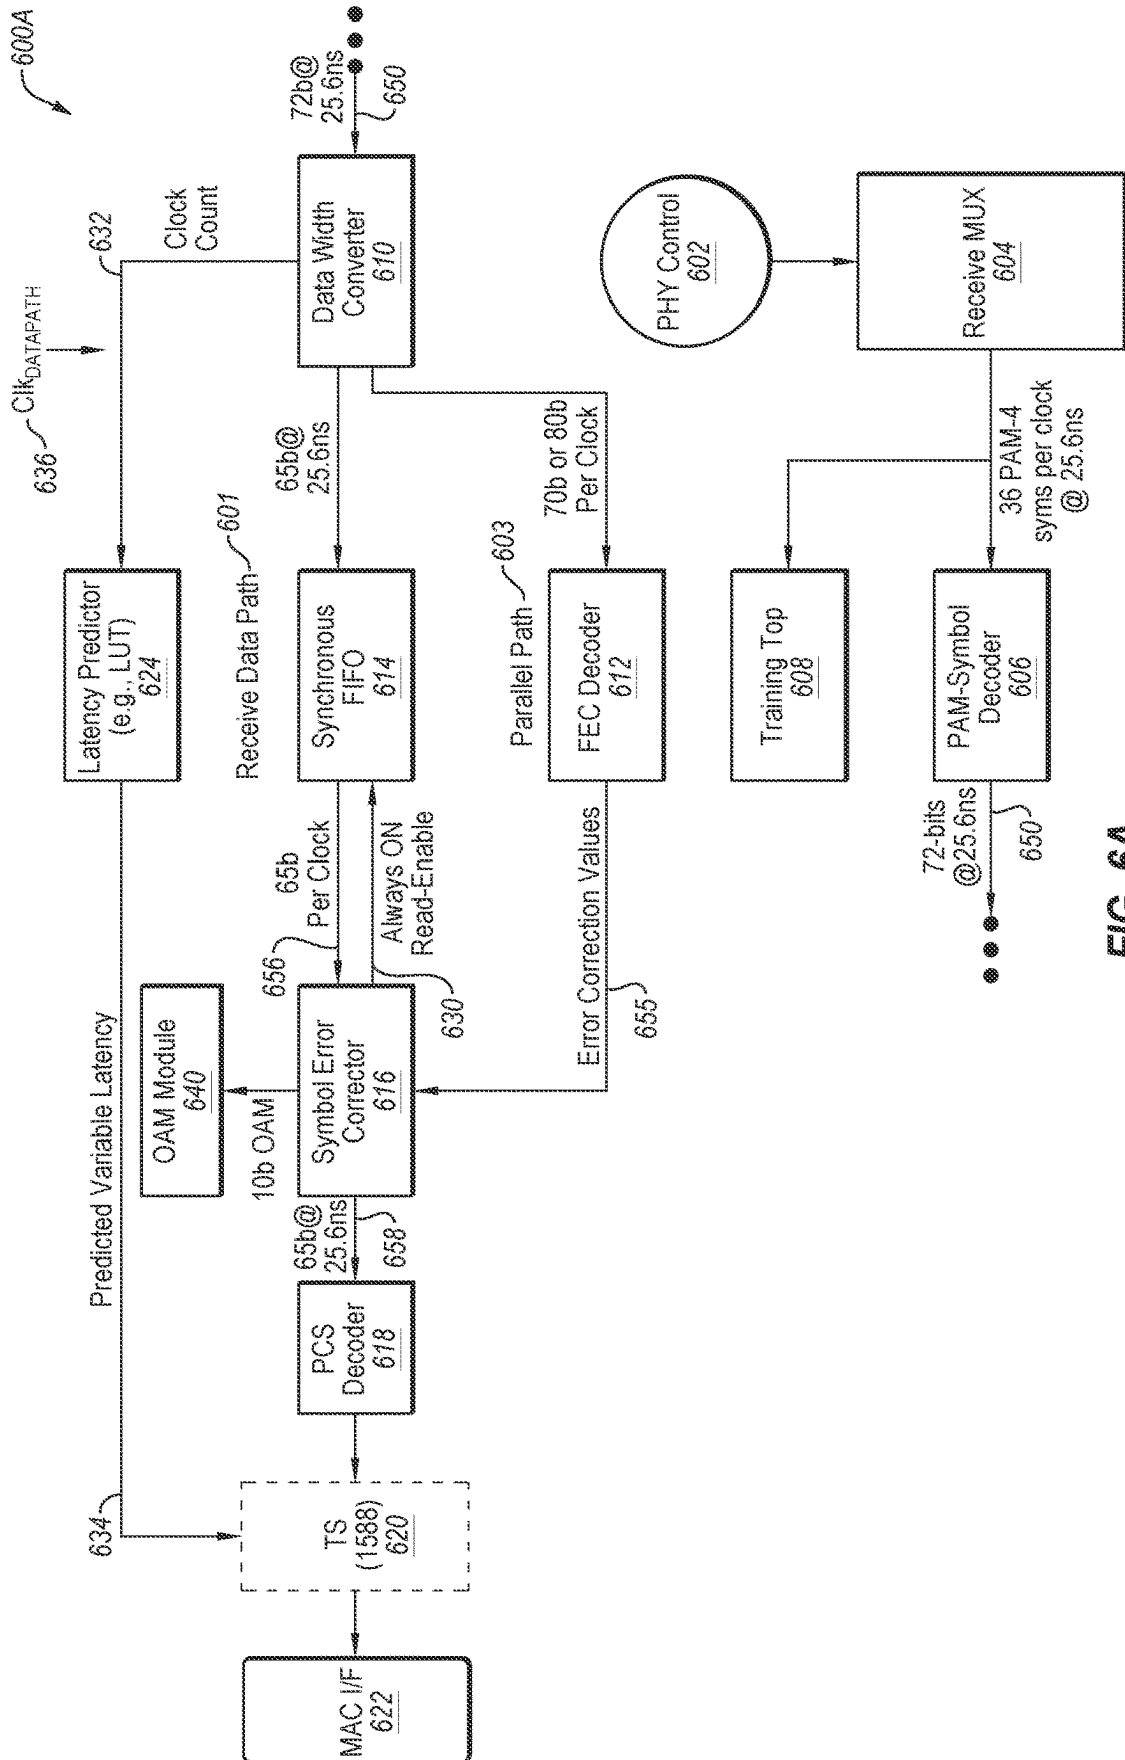 600A
636
Clk DATAPATH
632
Clock
Count
72b@
25.6ns
650
Data Width
Converter
610
65b@
25.6ns
70b or 80b
Per Clock
Latency Predictor
(e.g., LUT)
624
Receive Data Path
601
Synchronous
FIFO
614
Parallel Path
603
FEC Decoder
612
Predicted Variable Latency
634
65b
Per Clock
656
Always ON
Read-Enable
630
Error Correction Values
655
OAM Module
640
10b OAM
Symbol Error
Corrector
616
65b@
25.6ns
658
PCS
Decoder
618
TS
(1588)
620
MAC I/F
622
PHY Control
602
Receive MUX
604
36 PAM-4
syms per clock
@ 25.6ns
Training Top
608
PAM-Symbol
Decoder
606
72-bits
@25.6ns
650
FIG. 6A